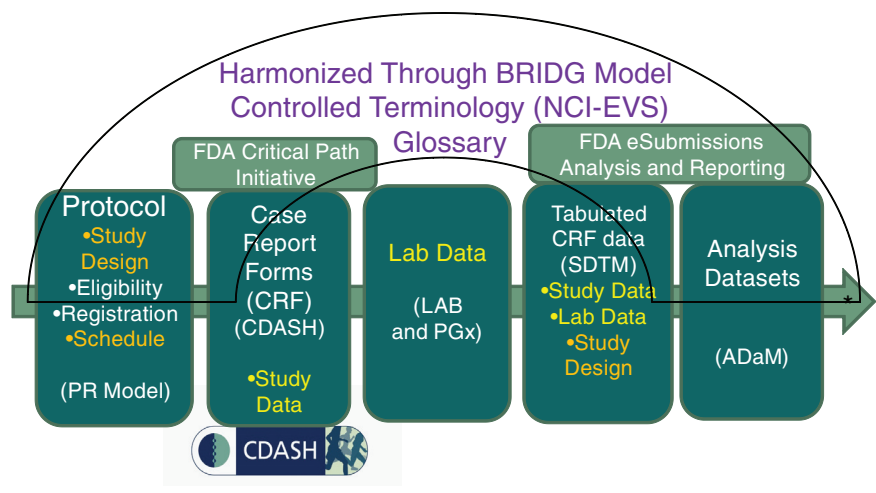 Harmonized Through BRIDG Model
Controlled Terminology (NCI-EVS)
Glossary
FDA Critical Path
Initiative
FDA eSubmissions
Analysis and Reporting
Protocol
•Study
Design
•Eligibility
•Registration
•Schedule
(PR Model)
Case
Report
Forms
(CRF)
(CDASH)
•Study
Data
Lab Data
(LAB
and PGx)
Tabulated
CRF data
(SDTM)
•Study Data
•Lab Data
•Study
Design
Analysis
Datasets
(ADaM)
*
CDASH